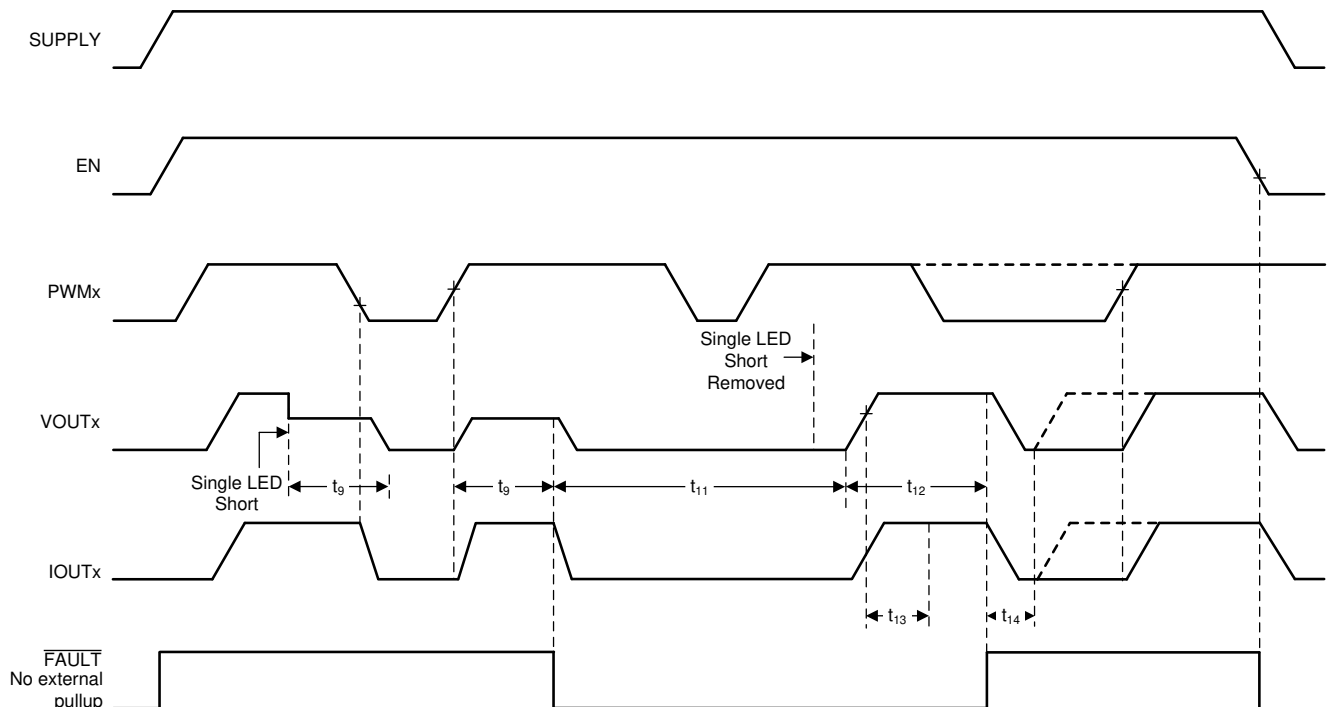 SUPPLY
EN
PWMx
Single LED
Short
Removed
VOUTx
Single LED
Short
t9
t9
t11
t12
IOUTx
t13
t14
FAULT
No external
pullup